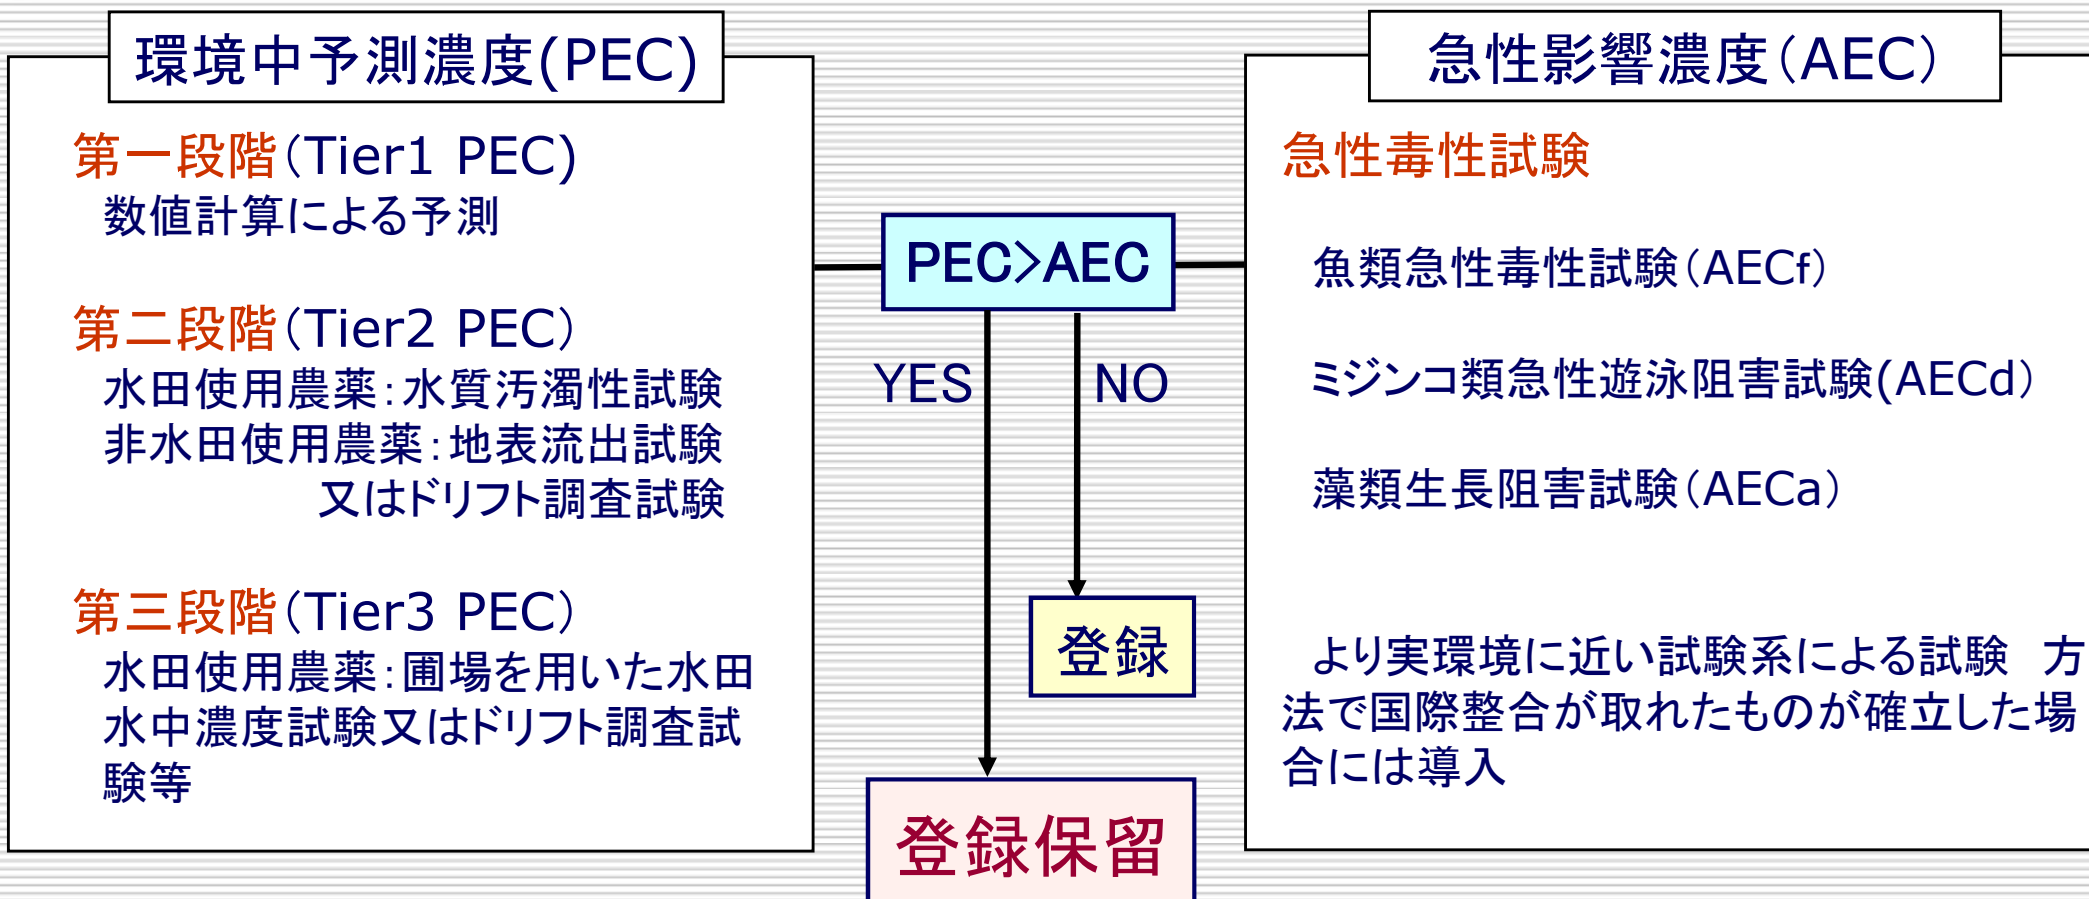 環境中予測濃度(PEC)
第一段階(Tier1 PEC)
数値計算による予測
第二段階(Tier2 PEC)
水田使用農薬:水質汚濁性試験
非水田使用農薬:地表流出試験
又はドリフト調査試験
第三段階(Tier3 PEC)
水田使用農薬:圃場を用いた水田
水中濃度試験又はドリフト調査試
験等
PEC>AEC
YES
NO
登録
登録保留
急性影響濃度(AEC)
急性毒性試験
魚類急性毒性試験(AECf)
ミジンコ類急性遊泳阻害試験(AECd)
藻類生長阻害試験(AECa)
より実環境に近い試験系による試験　方
法で国際整合が取れたものが確立した場
合には導入